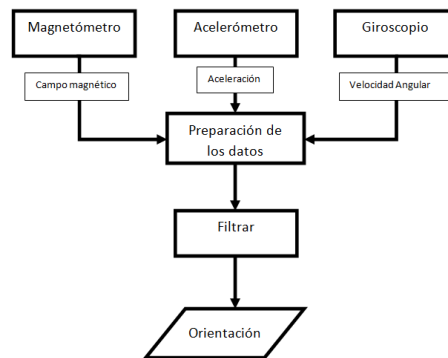 Magnetómetro
Acelerómetro
Giroscopio
Campo magnético
Aceleración
Velocidad Angular
Preparación de
los datos
Filtrar
Orientación